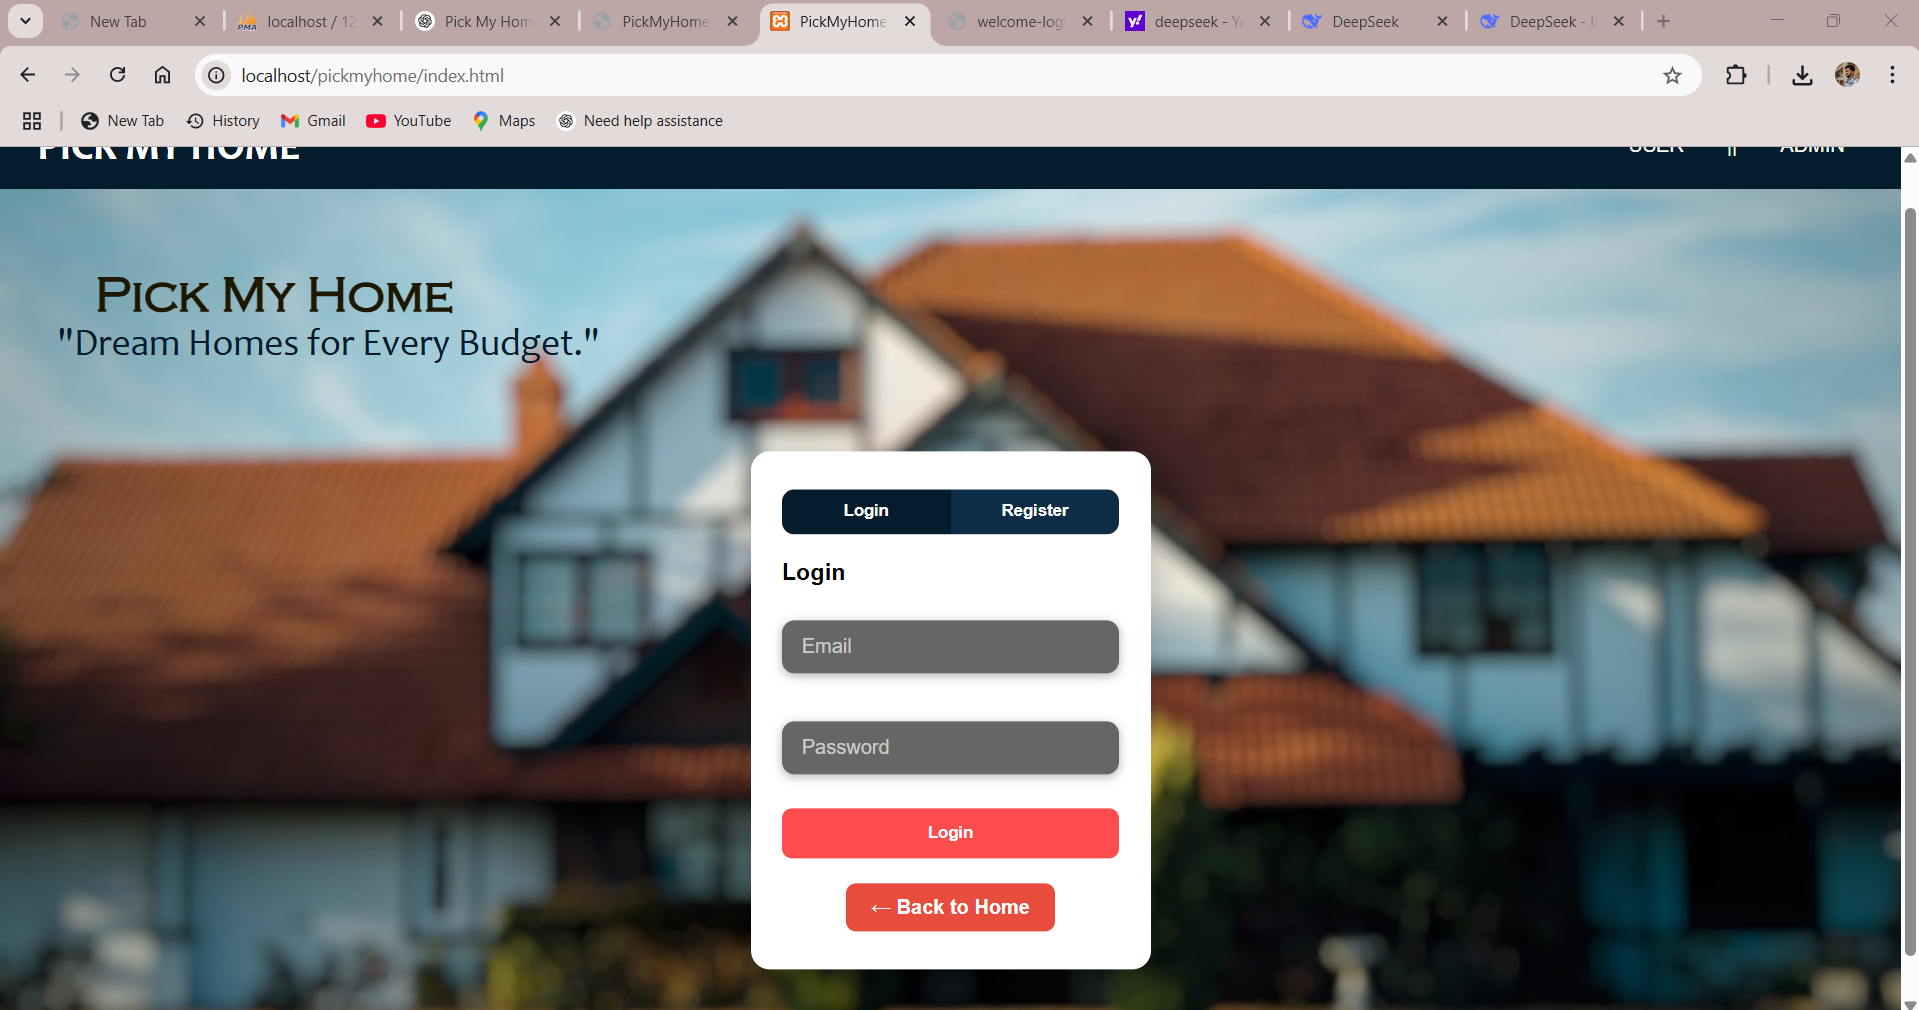 New Tab
localhost / 12
Pick My Hom
PickMyHome
PickMyHome
welcome-log
deepseek - Ya
DeepSeek
DeepSeek - I
PMA
localhost/pickmyhome/index.html
New Tab
History
Gmail
YouTube
Maps
Need help assistance
PICK MY HOME
USER || ADMIN
Pick My Home
"Dream Homes for Every Budget."
Login
Register
Login
Email
Password
Login
← Back to Home